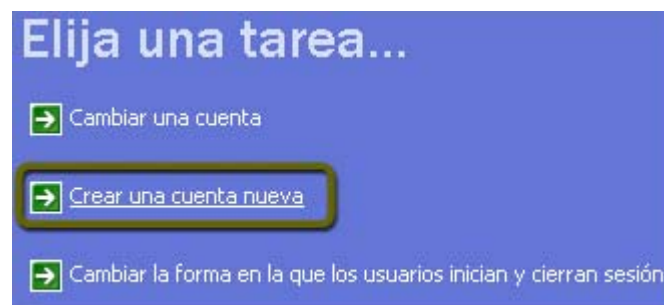 Elija una tarea...
Cambiar una cuenta
Crear una cuenta nueva
Cambiar la forma en la que los usuarios inician y cierran sesión